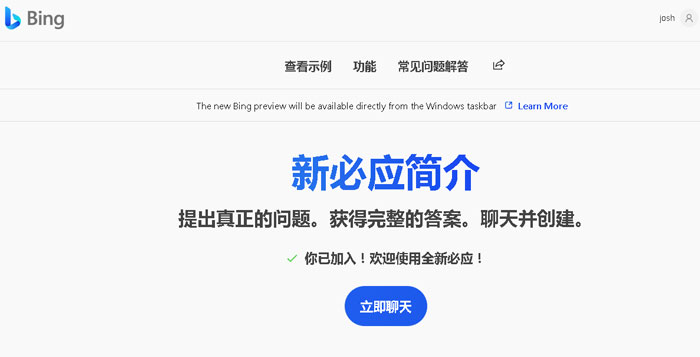 Bing
josh
查看示例 功能 常见问题解答
The new Bing preview will be available directly from the Windows taskbar Learn More
新必应简介
提出真正的问题。获得完整的答案。聊天并创建。
你已加入！欢迎使用全新必应！
立即聊天